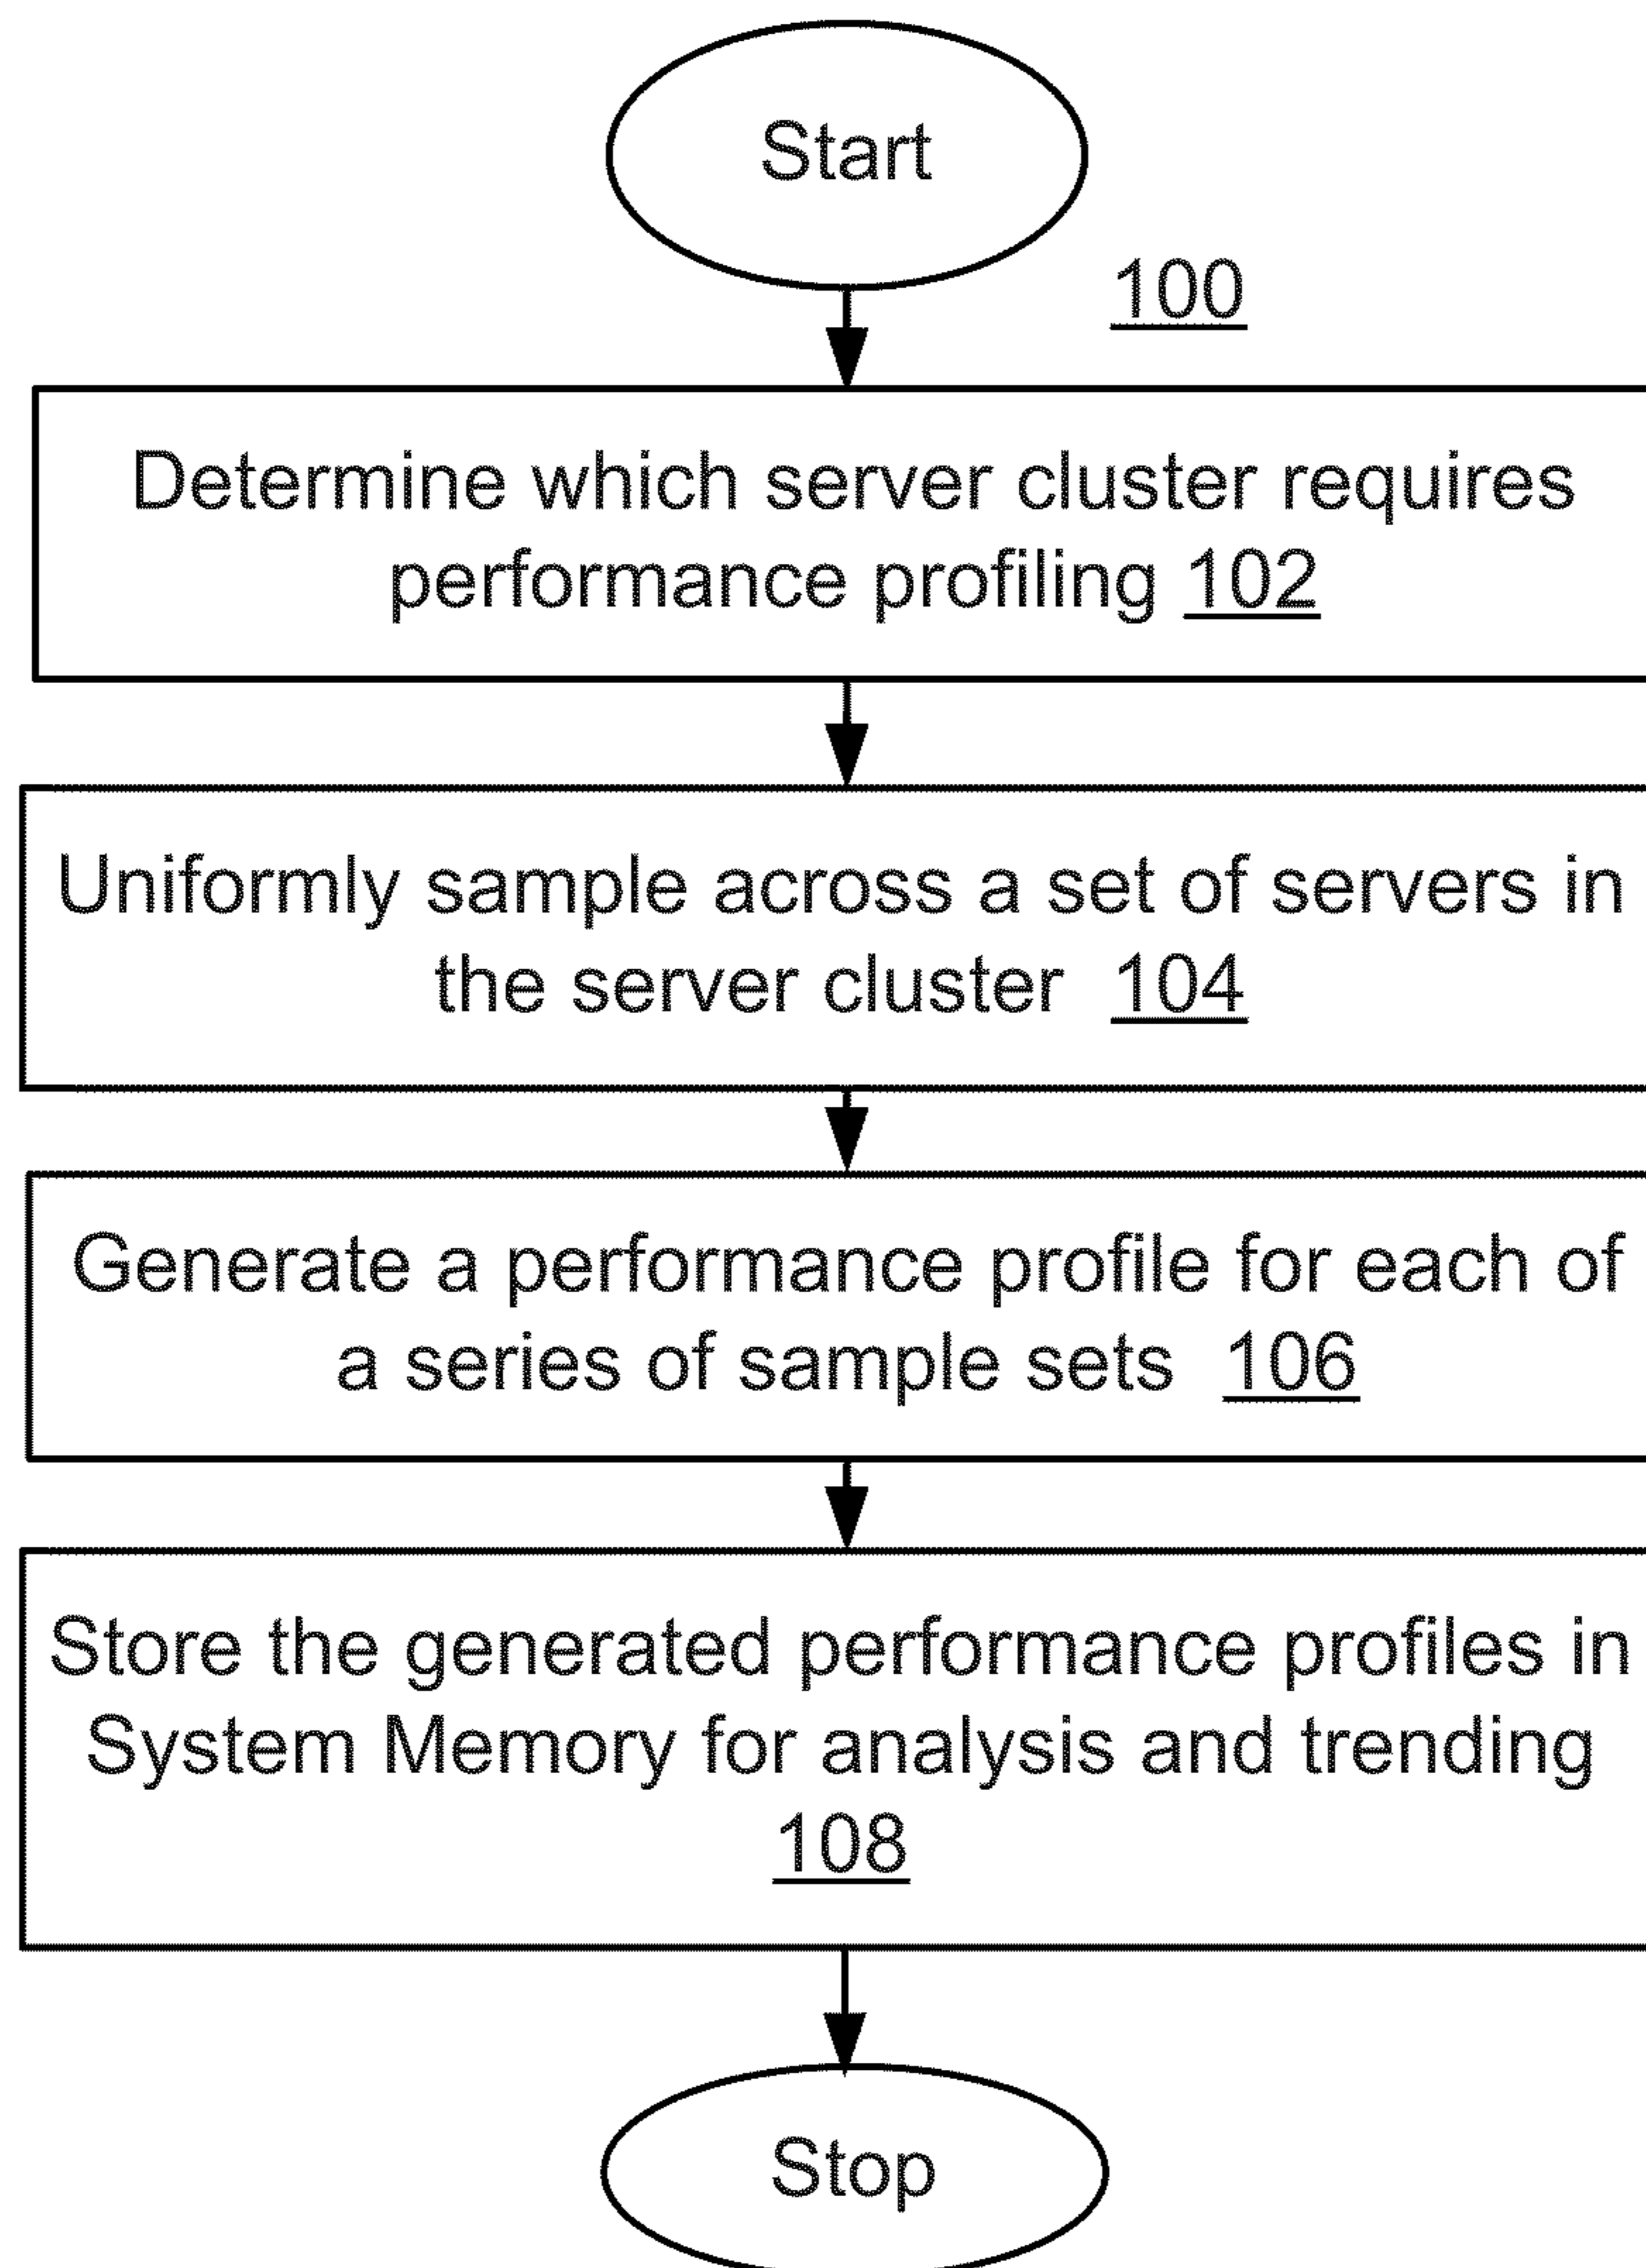 Start
100
Determine which server cluster requires
performance profiling 102
Uniformly sample across a set of servers in
the server cluster 104
Generate a performance profile for each of
a series of sample sets 106
Store the generated performance profiles in
System Memory for analysis and trending
108
Stop